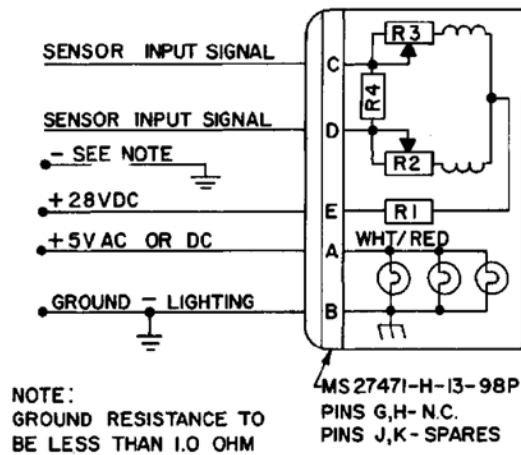 SENSOR INPUT SIGNAL
C
R3
R4
SENSOR INPUT SIGNAL
D
R2
- SEE NOTE
+28VDC
E
R1
+5V AC OR DC
A
WHT/RED
GROUND - LIGHTING
B
NOTE:
GROUND RESISTANCE TO
BE LESS THAN 1.0 OHM
MS27471-H-13-98P
PINS G,H- N.C.
PINS J,K- SPARES